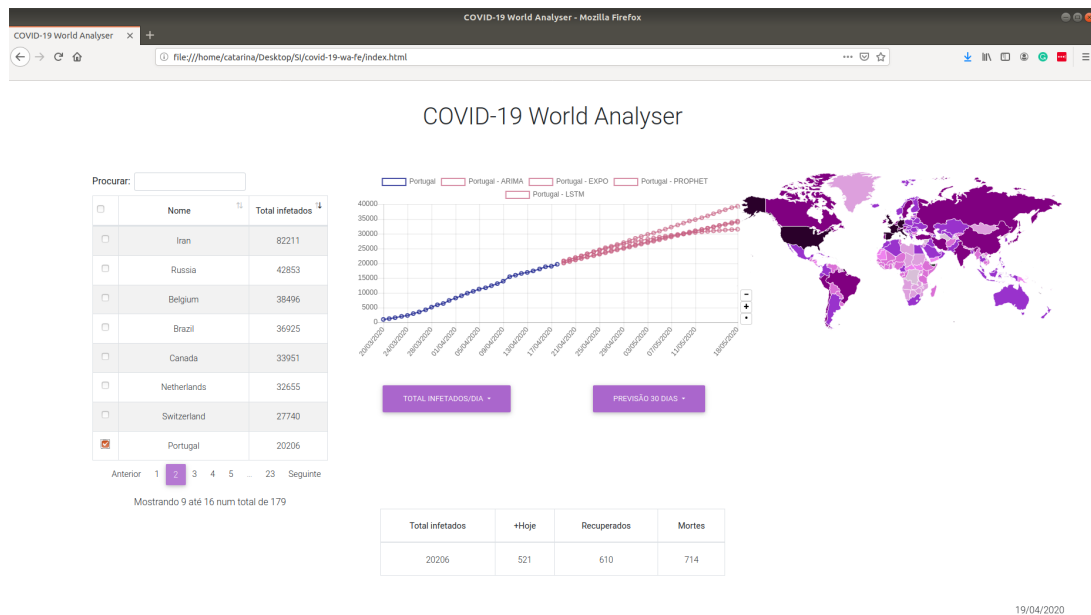 COVID-19 World Analyser - Mozilla Firefox
COVID-19 World Analyser × +
file:///home/catarina/Desktop/SI/covid-19-wa-fe/index.html
COVID-19 World Analyser
Procurar:
Nome Total infetados
Iran 82211
Russia 42853
Belgium 38496
Brazil 36925
Canada 33951
Netherlands 32655
Switzerland 27740
Portugal 20206
Anterior 1 2 3 4 5 … 23 Seguinte
Mostrando 9 até 16 num total de 179
Portugal Portugal - ARIMA Portugal - EXPO Portugal - PROPHET
Portugal - LSTM
40000
35000
30000
25000
20000
15000
10000
5000
0
20/03/2020 24/03/2020 28/03/2020 01/04/2020 05/04/2020 09/04/2020 13/04/2020 17/04/2020 21/04/2020 25/04/2020 29/04/2020 03/05/2020 07/05/2020 11/05/2020 18/05/2020
−
+
TOTAL INFETADOS/DIA PREVISÃO 30 DIAS
Total infetados +Hoje Recuperados Mortes
20206 521 610 714
19/04/2020